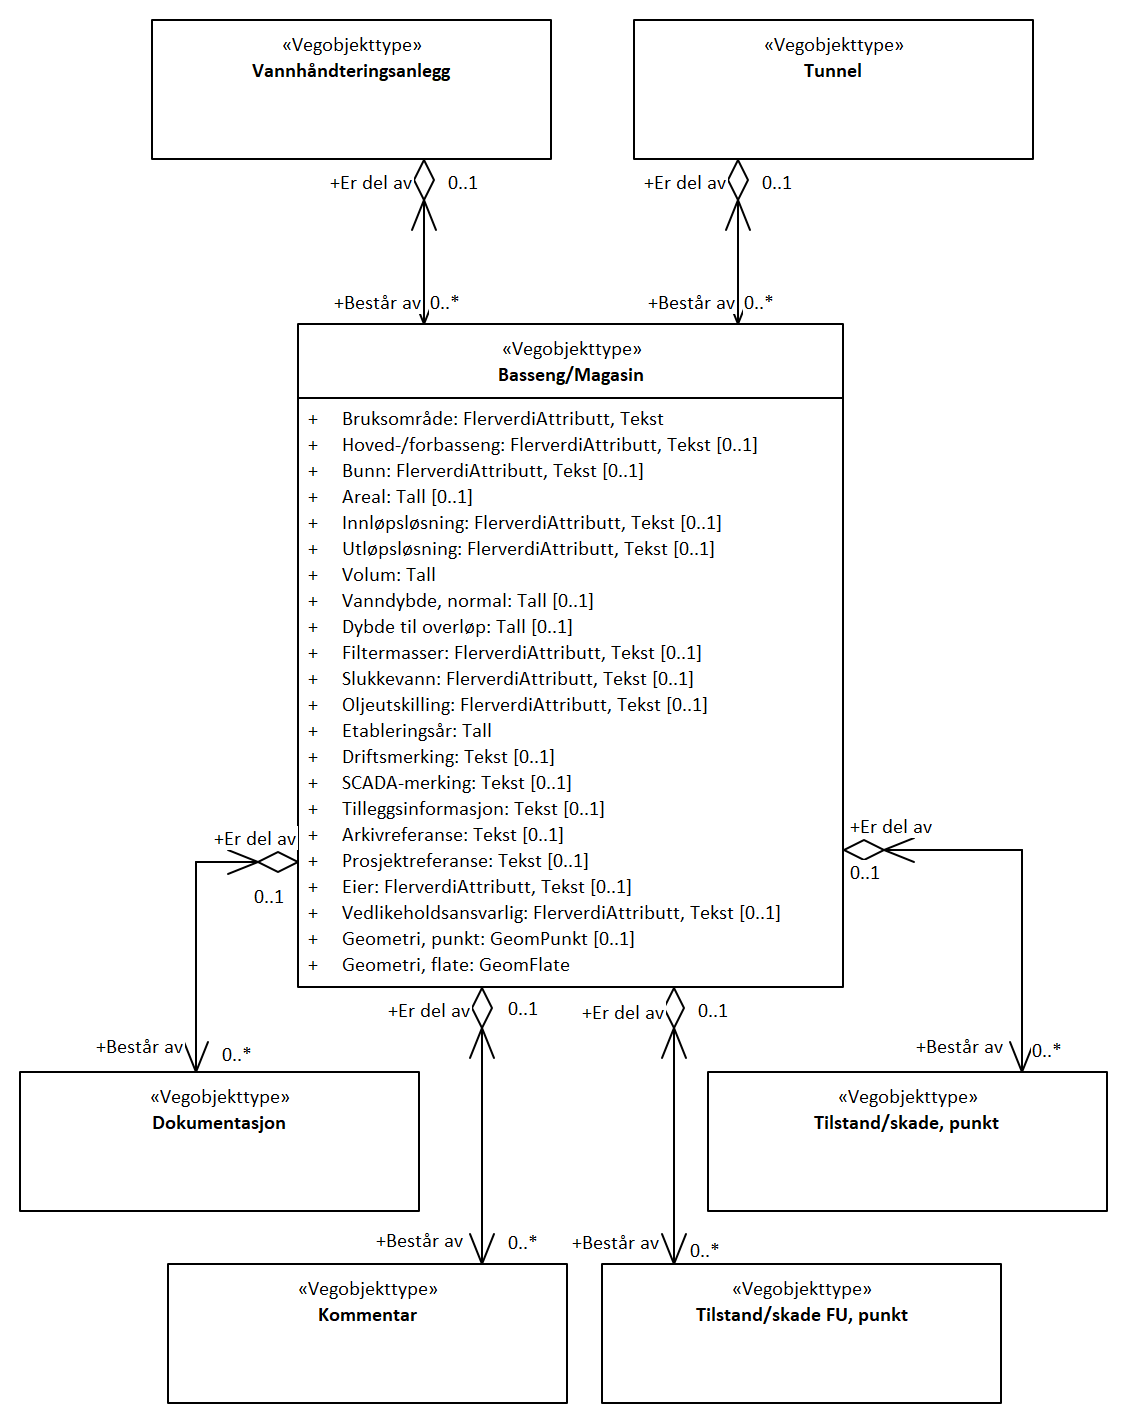 «Vegobjekttype»
Vannhåndteringsanlegg
«Vegobjekttype»
Tunnel
+Er del av
0..1
+Er del av
0..1
+Består av
0..*
+Består av
0..*
«Vegobjekttype»
Basseng/Magasin
+ Bruksområde: FlerverdiAttributt, Tekst
+ Hoved-/forbasseng: FlerverdiAttributt, Tekst [0..1]
+ Bunn: FlerverdiAttributt, Tekst [0..1]
+ Areal: Tall [0..1]
+ Innløpsløsning: FlerverdiAttributt, Tekst [0..1]
+ Utløpsløsning: FlerverdiAttributt, Tekst [0..1]
+ Volum: Tall
+ Vanndybde, normal: Tall [0..1]
+ Dybde til overløp: Tall [0..1]
+ Filtermasser: FlerverdiAttributt, Tekst [0..1]
+ Slukkevann: FlerverdiAttributt, Tekst [0..1]
+ Oljeutskilling: FlerverdiAttributt, Tekst [0..1]
+ Etableringsår: Tall
+ Driftsmerking: Tekst [0..1]
+ SCADA-merking: Tekst [0..1]
+ Tilleggsinformasjon: Tekst [0..1]
+ Arkivreferanse: Tekst [0..1]
+ Prosjektreferanse: Tekst [0..1]
+ Eier: FlerverdiAttributt, Tekst [0..1]
+ Vedlikeholdsansvarlig: FlerverdiAttributt, Tekst [0..1]
+ Geometri, punkt: GeomPunkt [0..1]
+ Geometri, flate: GeomFlate
+Er del av
0..1
+Er del av
0..1
+Er del av
0..1
+Er del av
0..1
+Består av
0..*
+Består av
0..*
«Vegobjekttype»
Dokumentasjon
«Vegobjekttype»
Tilstand/skade, punkt
+Består av
0..*
+Består av
0..*
«Vegobjekttype»
Kommentar
«Vegobjekttype»
Tilstand/skade FU, punkt